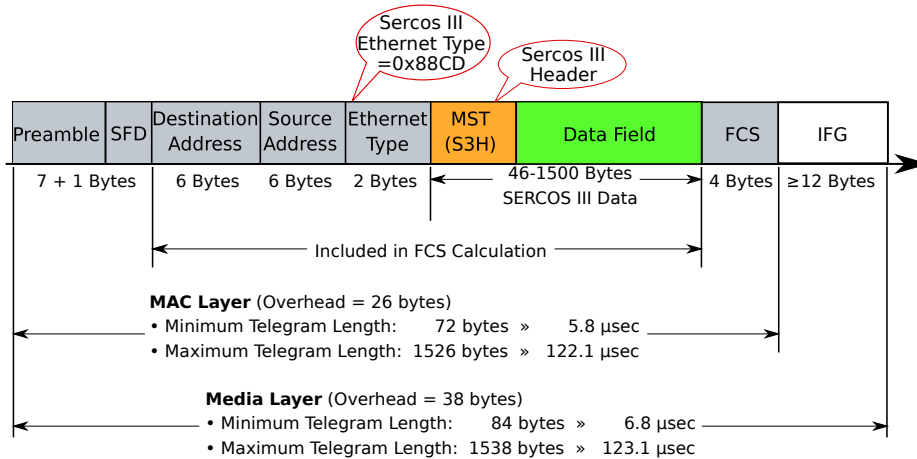 Sercos III
Ethernet Type
=0x88CD
Sercos III
Header
Preamble
SFD
Destination
Address
Source
Address
Ethernet
Type
MST
(S3H)
Data Field
FCS
IFG
7 + 1 Bytes
6 Bytes
6 Bytes
2 Bytes
46-1500 Bytes
SERCOS III Data
4 Bytes
≥12 Bytes
Included in FCS Calculation
MAC Layer (Overhead = 26 bytes)
• Minimum Telegram Length: 72 bytes » 5.8 µsec
• Maximum Telegram Length: 1526 bytes » 122.1 µsec
Media Layer (Overhead = 38 bytes)
• Minimum Telegram Length: 84 bytes » 6.8 µsec
• Maximum Telegram Length: 1538 bytes » 123.1 µsec